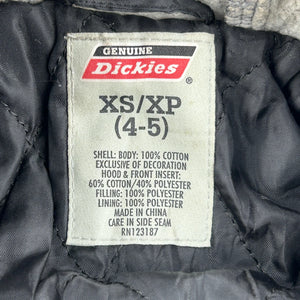 GENUINE
Dickies
XS/XP
(4-5)
SHELL: BODY: 100% COTTON
EXCLUSIVE OF DECORATION
HOOD & FRONT INSERT:
60% COTTON/40% POLYESTER
FILLING: 100% POLYESTER
LINING: 100% POLYESTER
MADE IN CHINA
CARE IN SIDE SEAM
RN123187